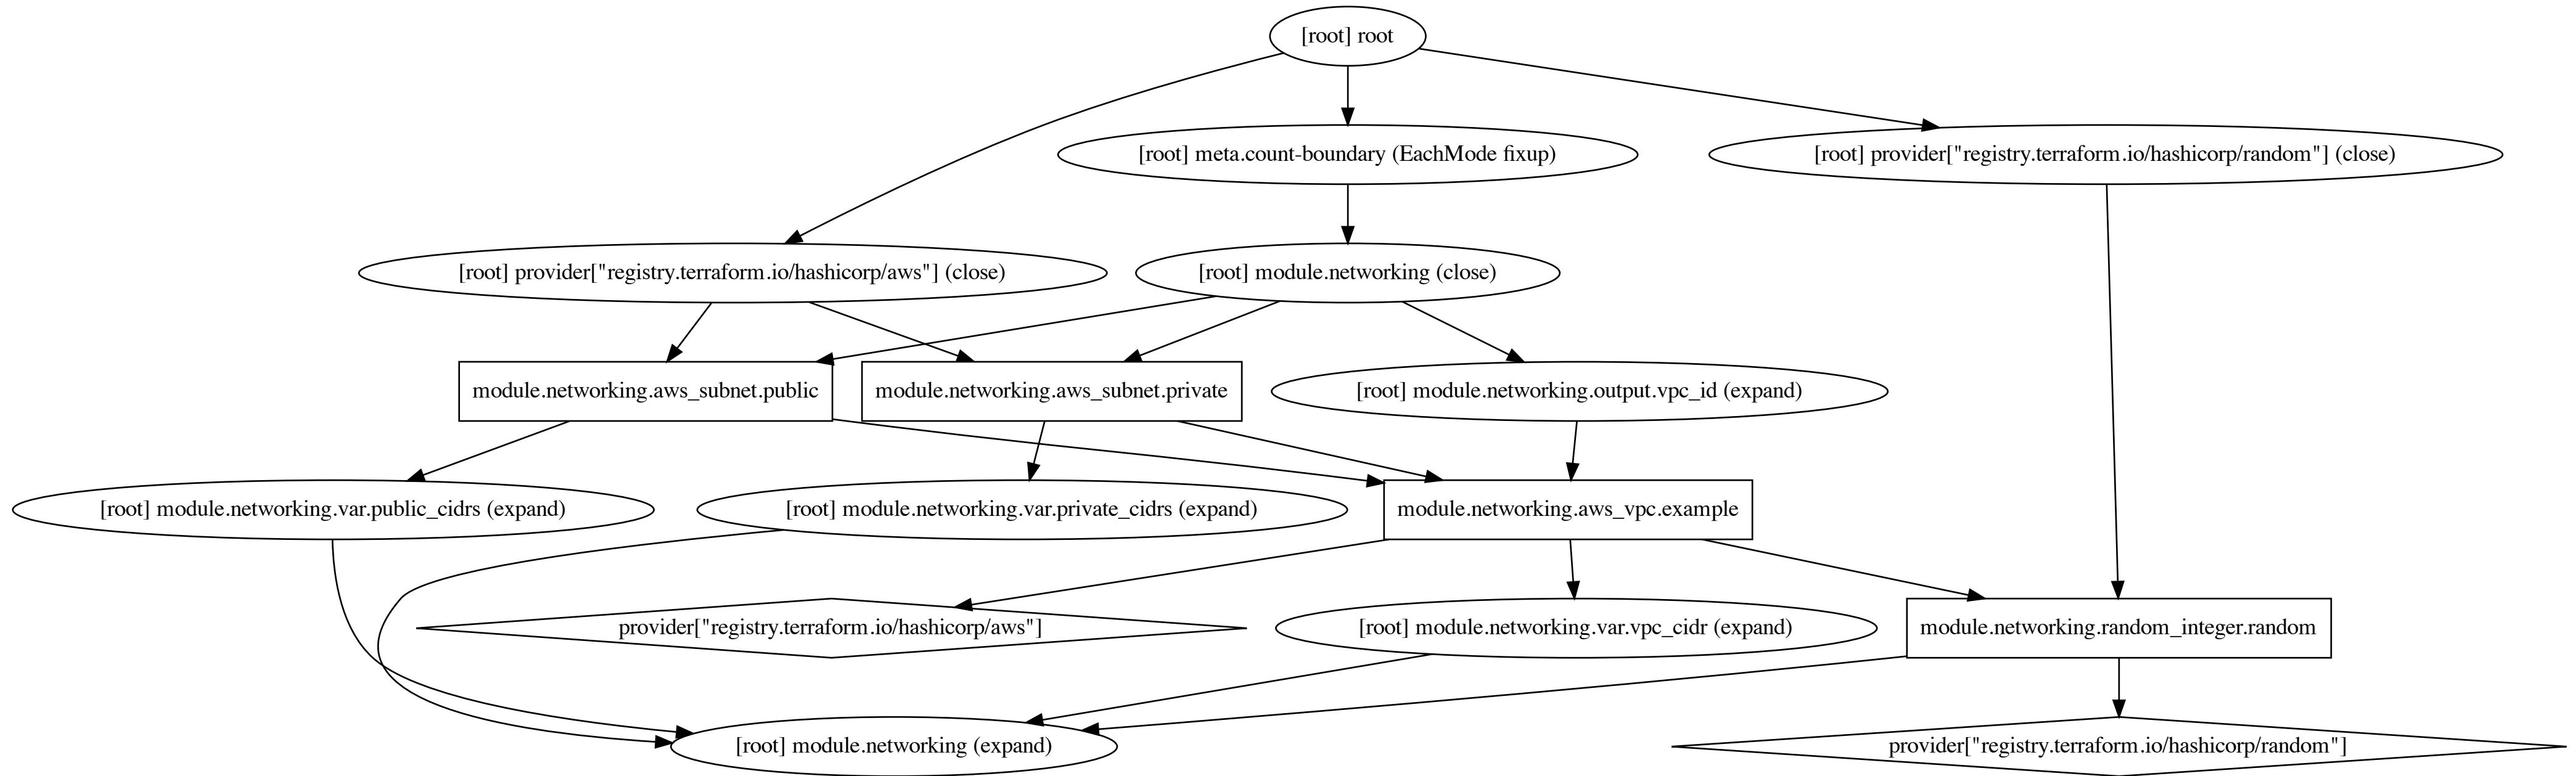 [root] root
[root] meta.count-boundary (EachMode fixup)
[root] provider["registry.terraform.io/hashicorp/random"] (close)
[root] provider["registry.terraform.io/hashicorp/aws"] (close)
[root] module.networking (close)
module.networking.aws_subnet.public
module.networking.aws_subnet.private
[root] module.networking.output.vpc_id (expand)
[root] module.networking.var.public_cidrs (expand)
[root] module.networking.var.private_cidrs (expand)
module.networking.aws_vpc.example
provider["registry.terraform.io/hashicorp/aws"]
[root] module.networking.var.vpc_cidr (expand)
module.networking.random_integer.random
[root] module.networking (expand)
provider["registry.terraform.io/hashicorp/random"]